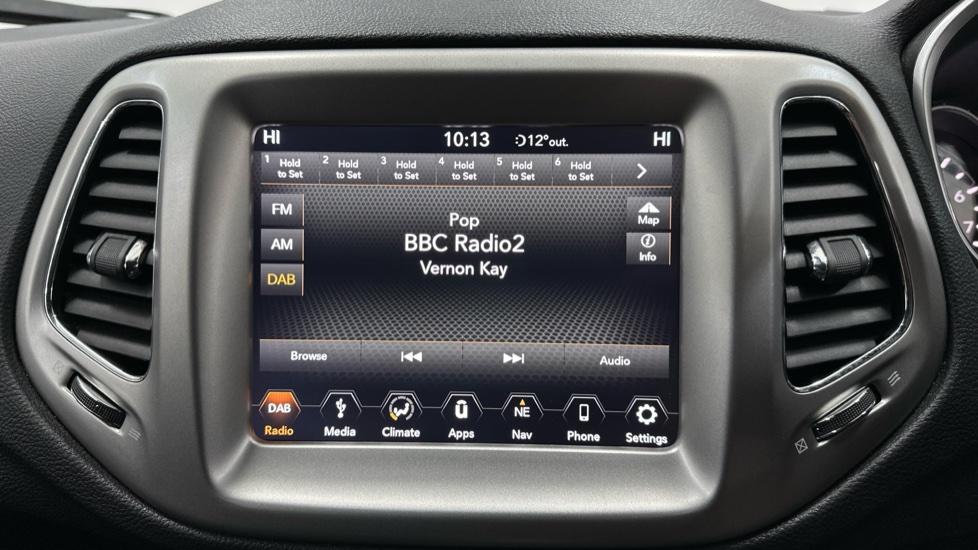 HI 10:13 12°out. HI
1 Hold to Set 2 Hold to Set 3 Hold to Set 4 Hold to Set 5 Hold to Set 6 Hold to Set
FM
AM
DAB
Pop
BBC Radio2
Vernon Kay
Map
Info
Browse Audio
DAB NE
Radio Media Climate Apps Nav Phone Settings
6
7